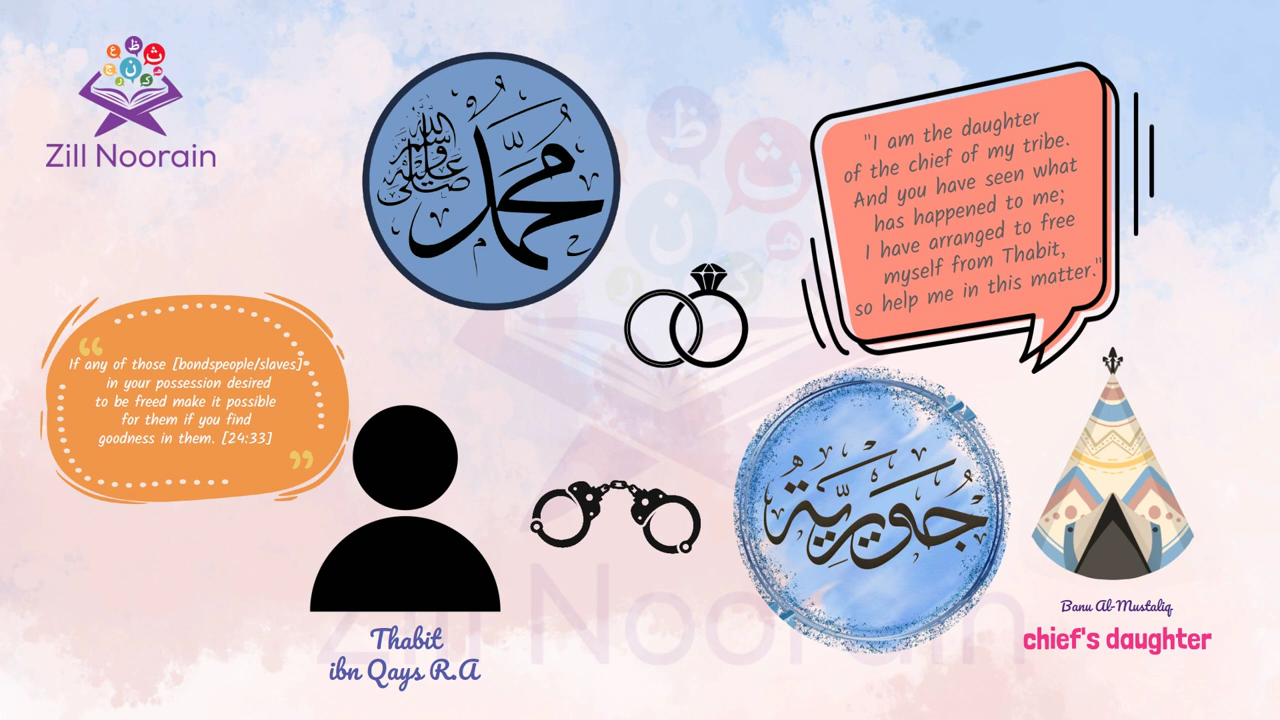 Zill Noorain
محمد
صلى الله عليه وسلم
"I am the daughter
of the chief of my tribe.
And you have seen what
has happened to me;
I have arranged to free
myself from Thabit,
so help me in this matter."
“
If any of those [bondspeople/slaves]
in your possession desired
to be freed make it possible
for them if you find
goodness in them. [24:33]
”
جويرية
Thabit
ibn Qays R.A
Banu Al-Mustaliq
chief's daughter
ع
ظ
ث
ن
ج
ر
ك
ه
ظ
ث
ن
ه
ر
Zill Noorain